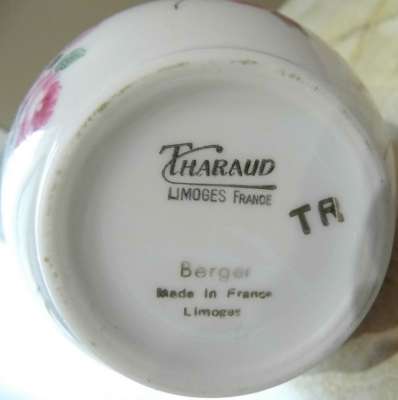 THARAUD
LIMOGES FRANCE
TR
Berger
Made in France
Limoges